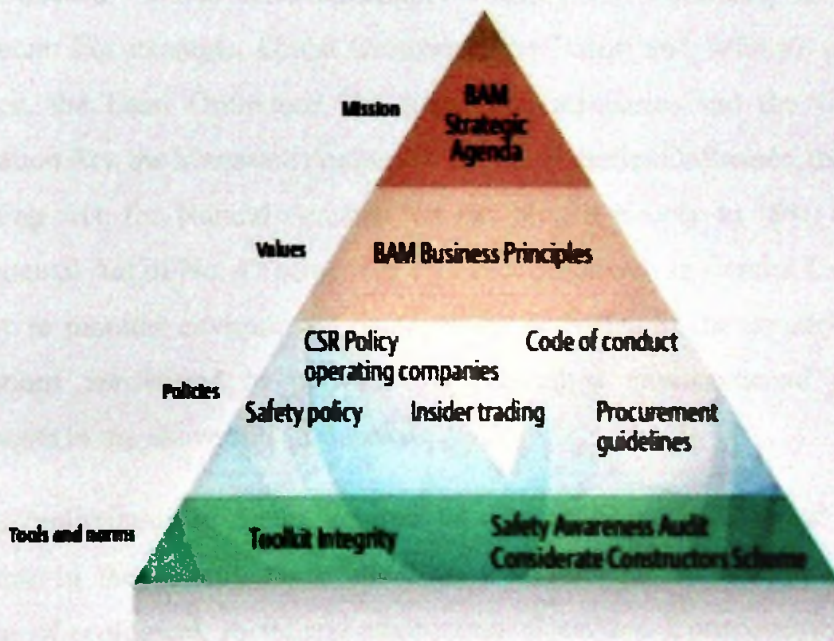 Mission
BAM
Strategic
Agenda
Values
BAM Business Principles
Policies
CSR Policy
operating companies
Code of conduct
Safety policy
Insider trading
Procurement
guidelines
Tools and norms
Toolkit Integrity
Safety Awareness Audit
Considerate Constructors Scheme